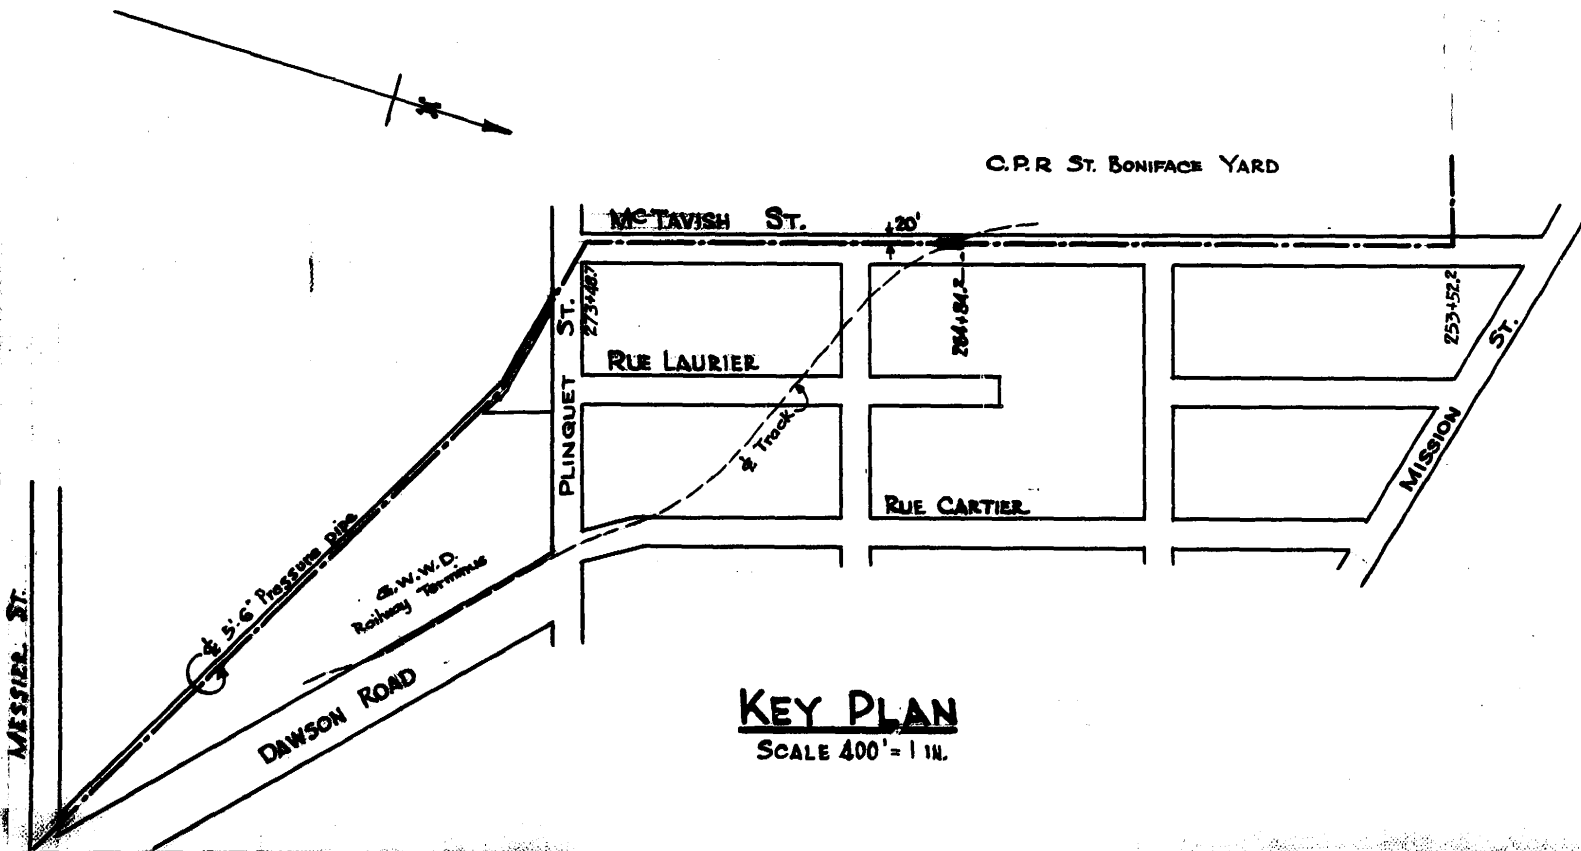 N
C.P.R ST. BONIFACE YARD
McTAVISH ST.
20'
273+48.7
264+84.2
253+52.2
PLINQUET ST.
RUE LAURIER
℄ Track
MISSION ST.
RUE CARTIER
℄ 5'-6" Pressure pipe
G.W.W.D.
Railway Terminus
MESSIER ST.
DAWSON ROAD
KEY PLAN
SCALE 400' = 1 IN.